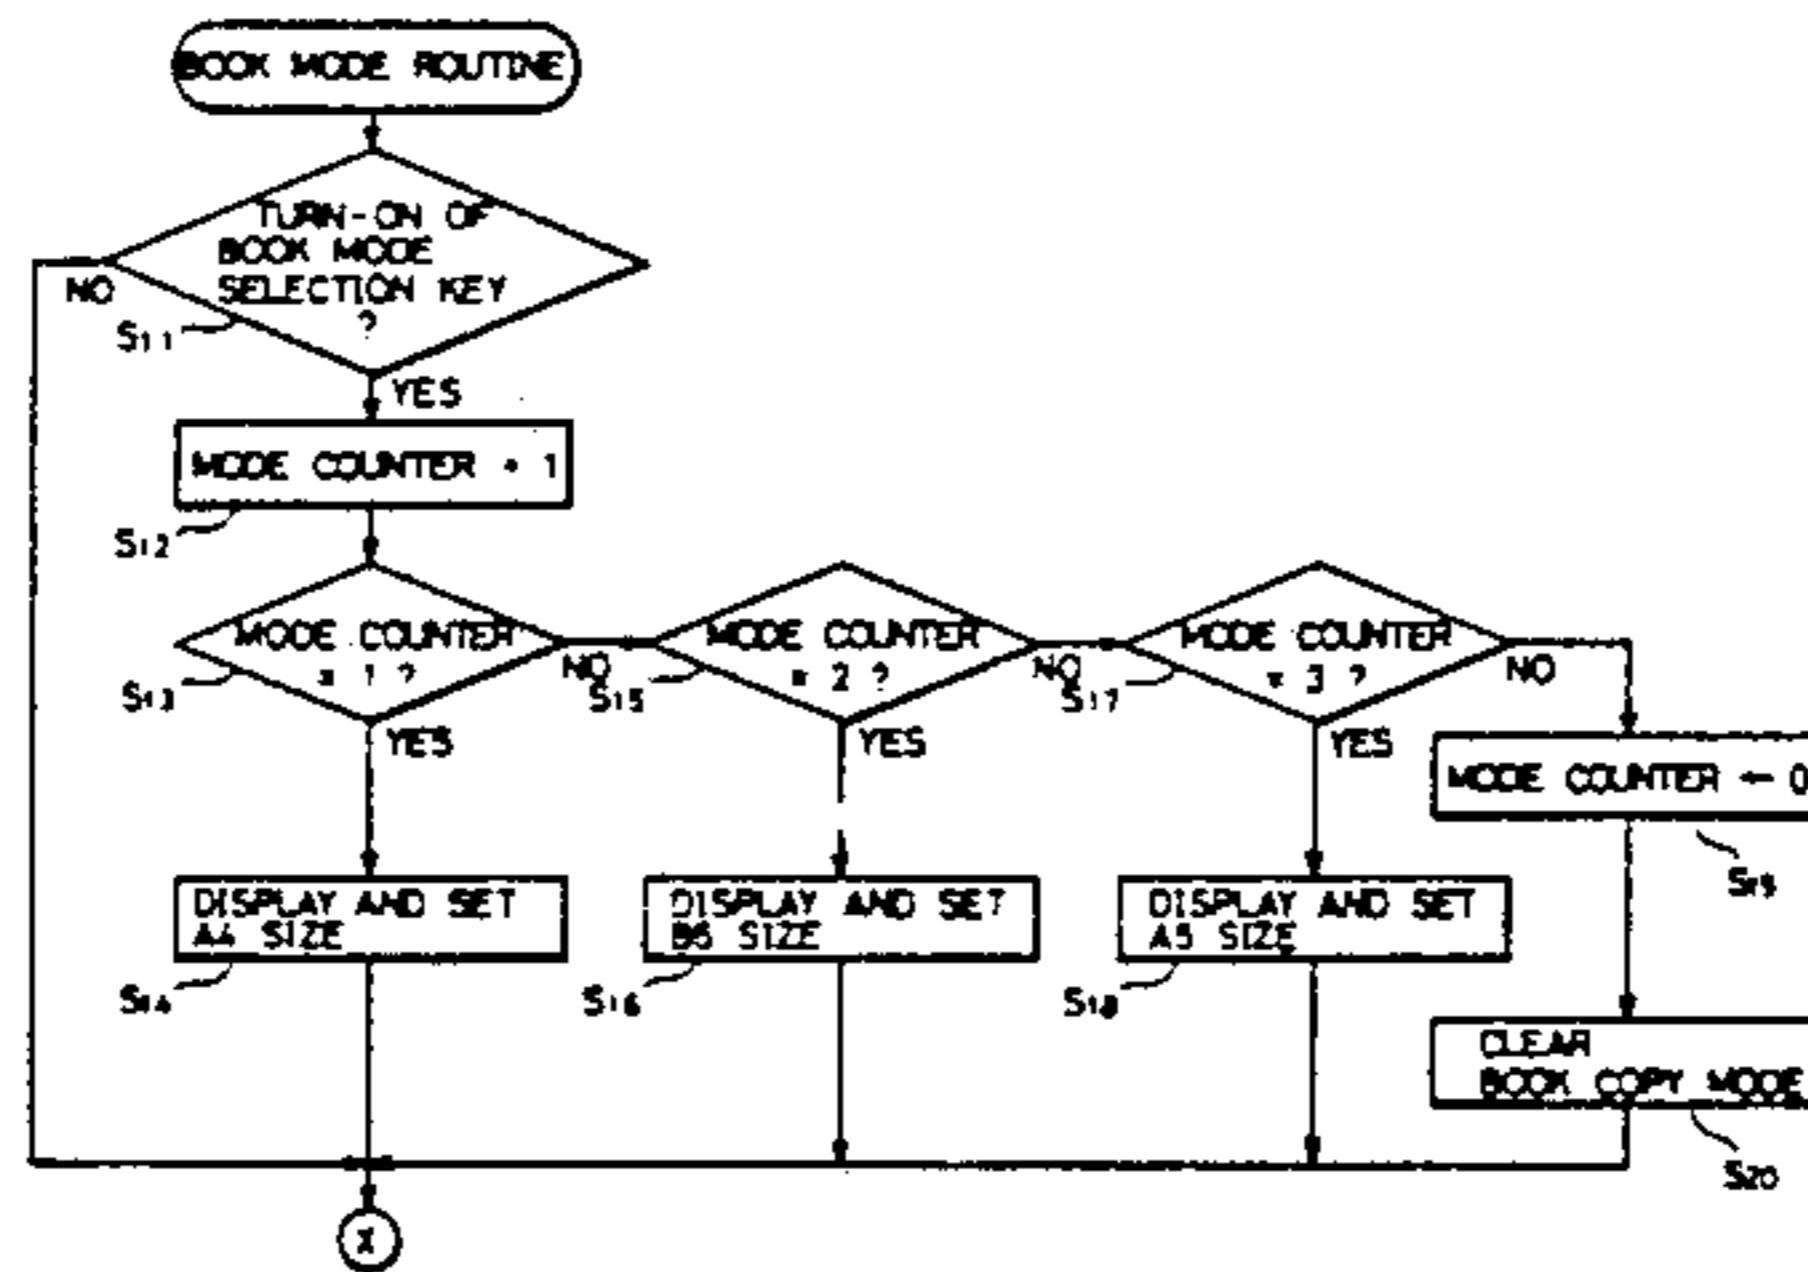 BOOK MODE ROUTINE
TURN-ON OF
BOOK MODE
SELECTION KEY
?
NO
S11
YES
MODE COUNTER + 1
S12
MODE COUNTER
= 1 ?
NO
S13
YES
MODE COUNTER
= 2 ?
NO
S15
YES
MODE COUNTER
= 3 ?
NO
S17
YES
MODE COUNTER ← 0
S19
DISPLAY AND SET
A4 SIZE
S14
DISPLAY AND SET
B5 SIZE
S16
DISPLAY AND SET
A5 SIZE
S18
CLEAR
BOOK COPY MODE
S20
X